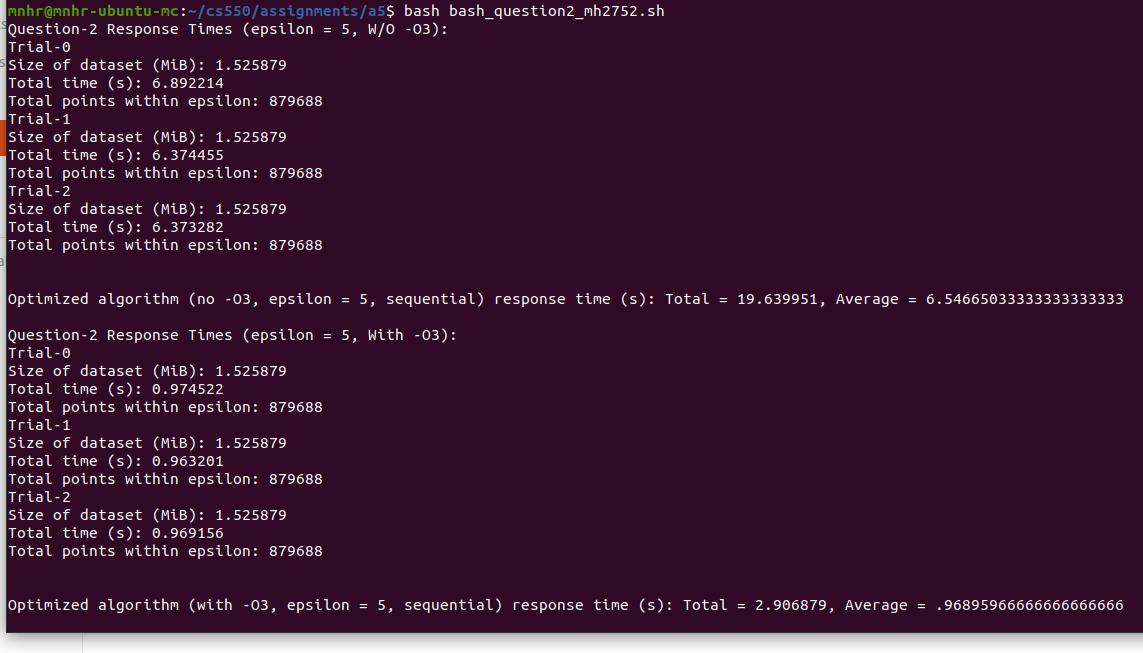 mnhr@mnhr-ubuntu-mc:~/cs550/assignments/a5$ bash bash_question2_mh2752.sh
Question-2 Response Times (epsilon = 5, W/O -O3):
Trial-0
Size of dataset (MiB): 1.525879
Total time (s): 6.892214
Total points within epsilon: 879688
Trial-1
Size of dataset (MiB): 1.525879
Total time (s): 6.374455
Total points within epsilon: 879688
Trial-2
Size of dataset (MiB): 1.525879
Total time (s): 6.373282
Total points within epsilon: 879688
Optimized algorithm (no -O3, epsilon = 5, sequential) response time (s): Total = 19.639951, Average = 6.54665033333333333333
Question-2 Response Times (epsilon = 5, With -O3):
Trial-0
Size of dataset (MiB): 1.525879
Total time (s): 0.974522
Total points within epsilon: 879688
Trial-1
Size of dataset (MiB): 1.525879
Total time (s): 0.963201
Total points within epsilon: 879688
Trial-2
Size of dataset (MiB): 1.525879
Total time (s): 0.969156
Total points within epsilon: 879688
Optimized algorithm (with -O3, epsilon = 5, sequential) response time (s): Total = 2.906879, Average = .96895966666666666666